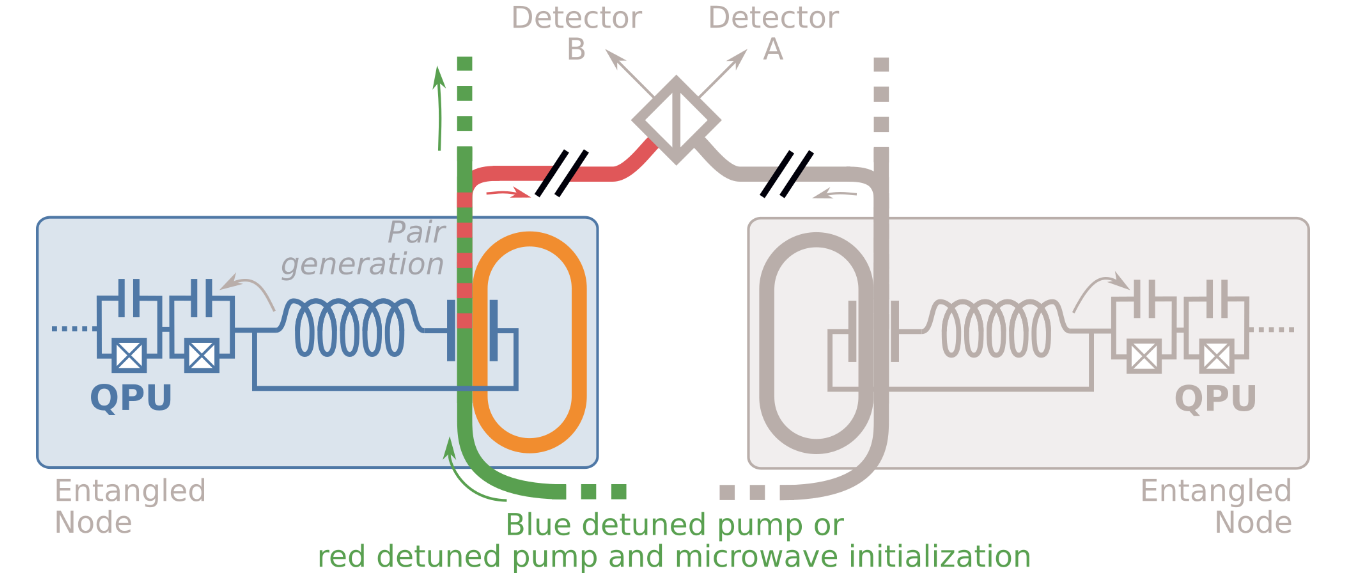 Detector
B
Detector
A
Pair
generation
QPU
QPU
Entangled
Node
Entangled
Node
Blue detuned pump or
red detuned pump and microwave initialization